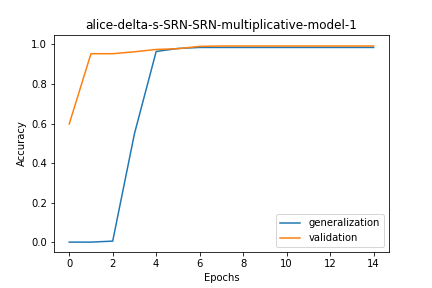 alice-delta-s-SRN-SRN-multiplicative-model-1
1.0
0.8
0.6
0.4
0.2
0.0
Accuracy
generalization
validation
0 2 4 6 8 10 12 14
Epochs